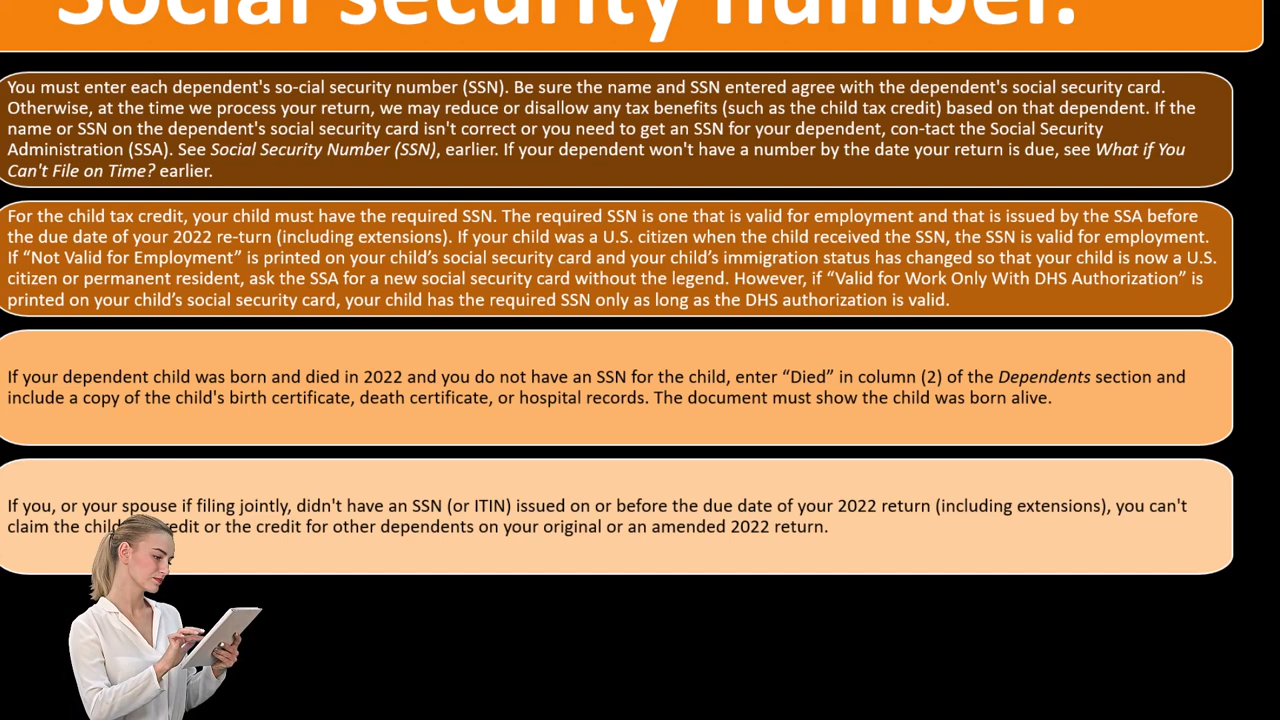 Social security number.
You must enter each dependent's so-cial security number (SSN). Be sure the name and SSN entered agree with the dependent's social security card.
Otherwise, at the time we process your return, we may reduce or disallow any tax benefits (such as the child tax credit) based on that dependent. If the
name or SSN on the dependent's social security card isn't correct or you need to get an SSN for your dependent, con-tact the Social Security
Administration (SSA). See Social Security Number (SSN), earlier. If your dependent won't have a number by the date your return is due, see What if You
Can't File on Time? earlier.
For the child tax credit, your child must have the required SSN. The required SSN is one that is valid for employment and that is issued by the SSA before
the due date of your 2022 re-turn (including extensions). If your child was a U.S. citizen when the child received the SSN, the SSN is valid for employment.
If “Not Valid for Employment” is printed on your child’s social security card and your child’s immigration status has changed so that your child is now a U.S.
citizen or permanent resident, ask the SSA for a new social security card without the legend. However, if “Valid for Work Only With DHS Authorization” is
printed on your child’s social security card, your child has the required SSN only as long as the DHS authorization is valid.
If your dependent child was born and died in 2022 and you do not have an SSN for the child, enter “Died” in column (2) of the Dependents section and
include a copy of the child's birth certificate, death certificate, or hospital records. The document must show the child was born alive.
If you, or your spouse if filing jointly, didn't have an SSN (or ITIN) issued on or before the due date of your 2022 return (including extensions), you can't
claim the child credit or the credit for other dependents on your original or an amended 2022 return.